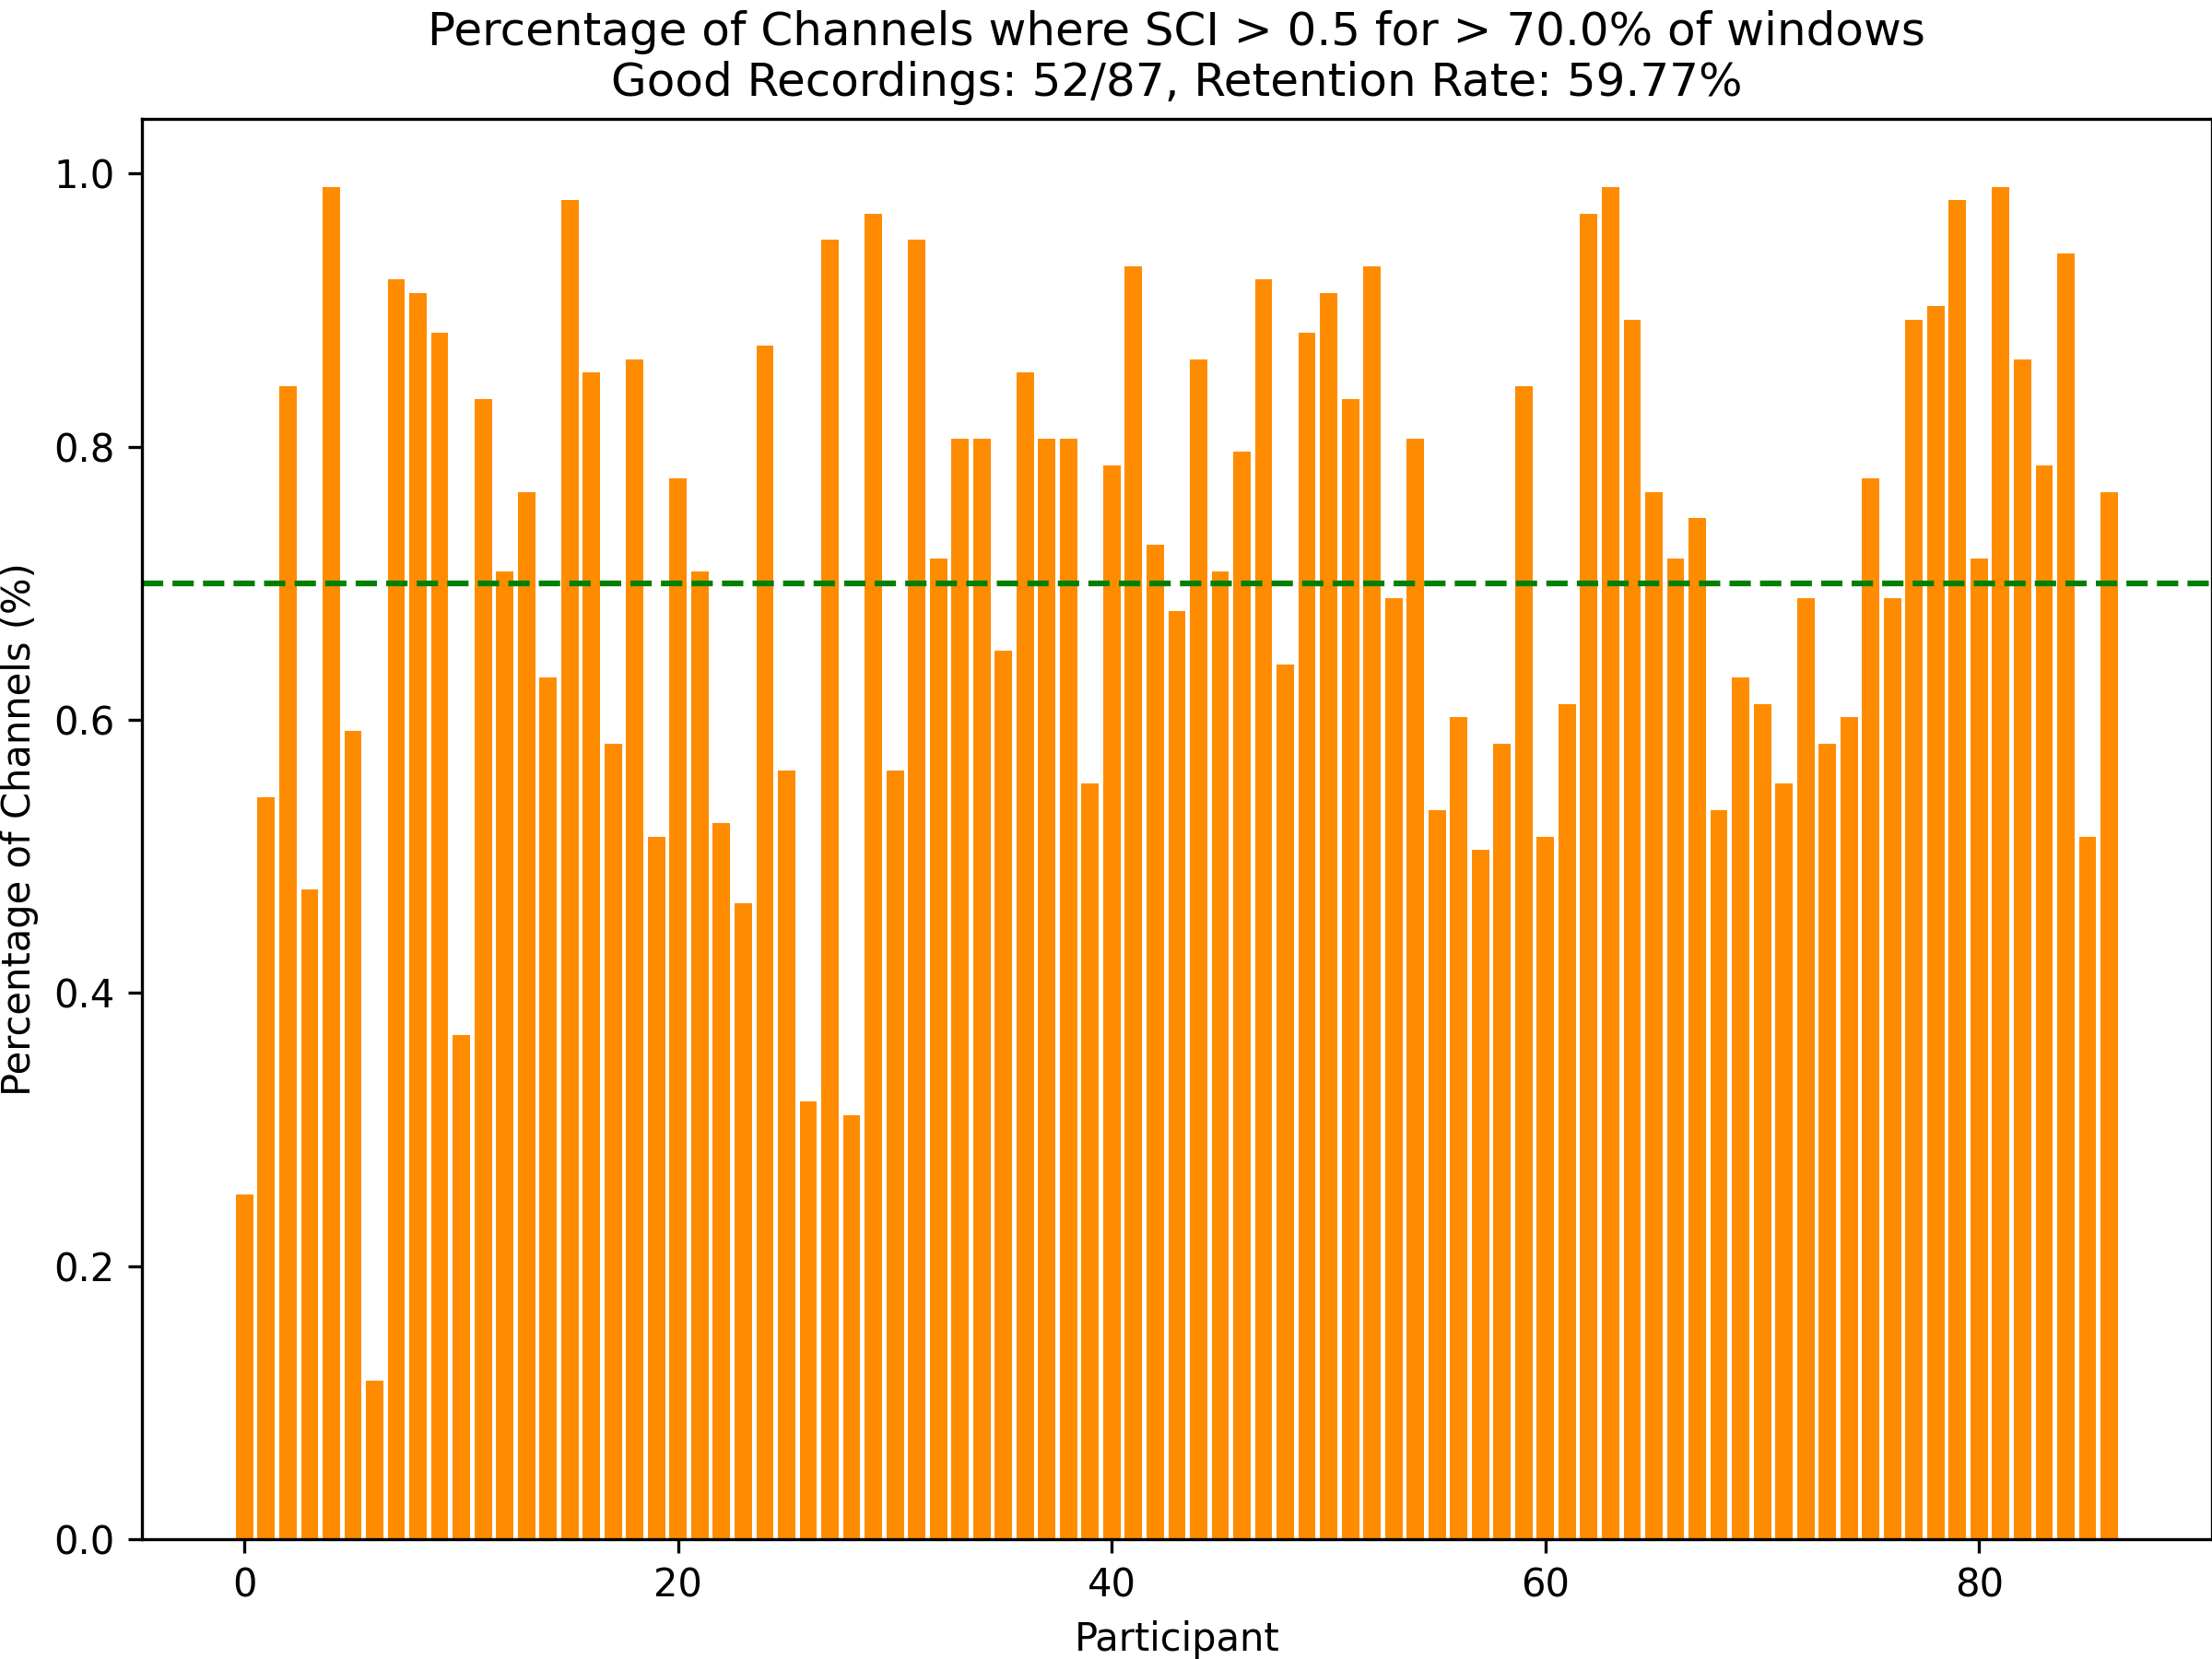 Percentage of Channels where SCI > 0.5 for > 70.0% of windows
Good Recordings: 52/87, Retention Rate: 59.77%
Percentage of Channels (%)
1.0
0.8
0.6
0.4
0.2
0.0
0 20 40 60 80
Participant